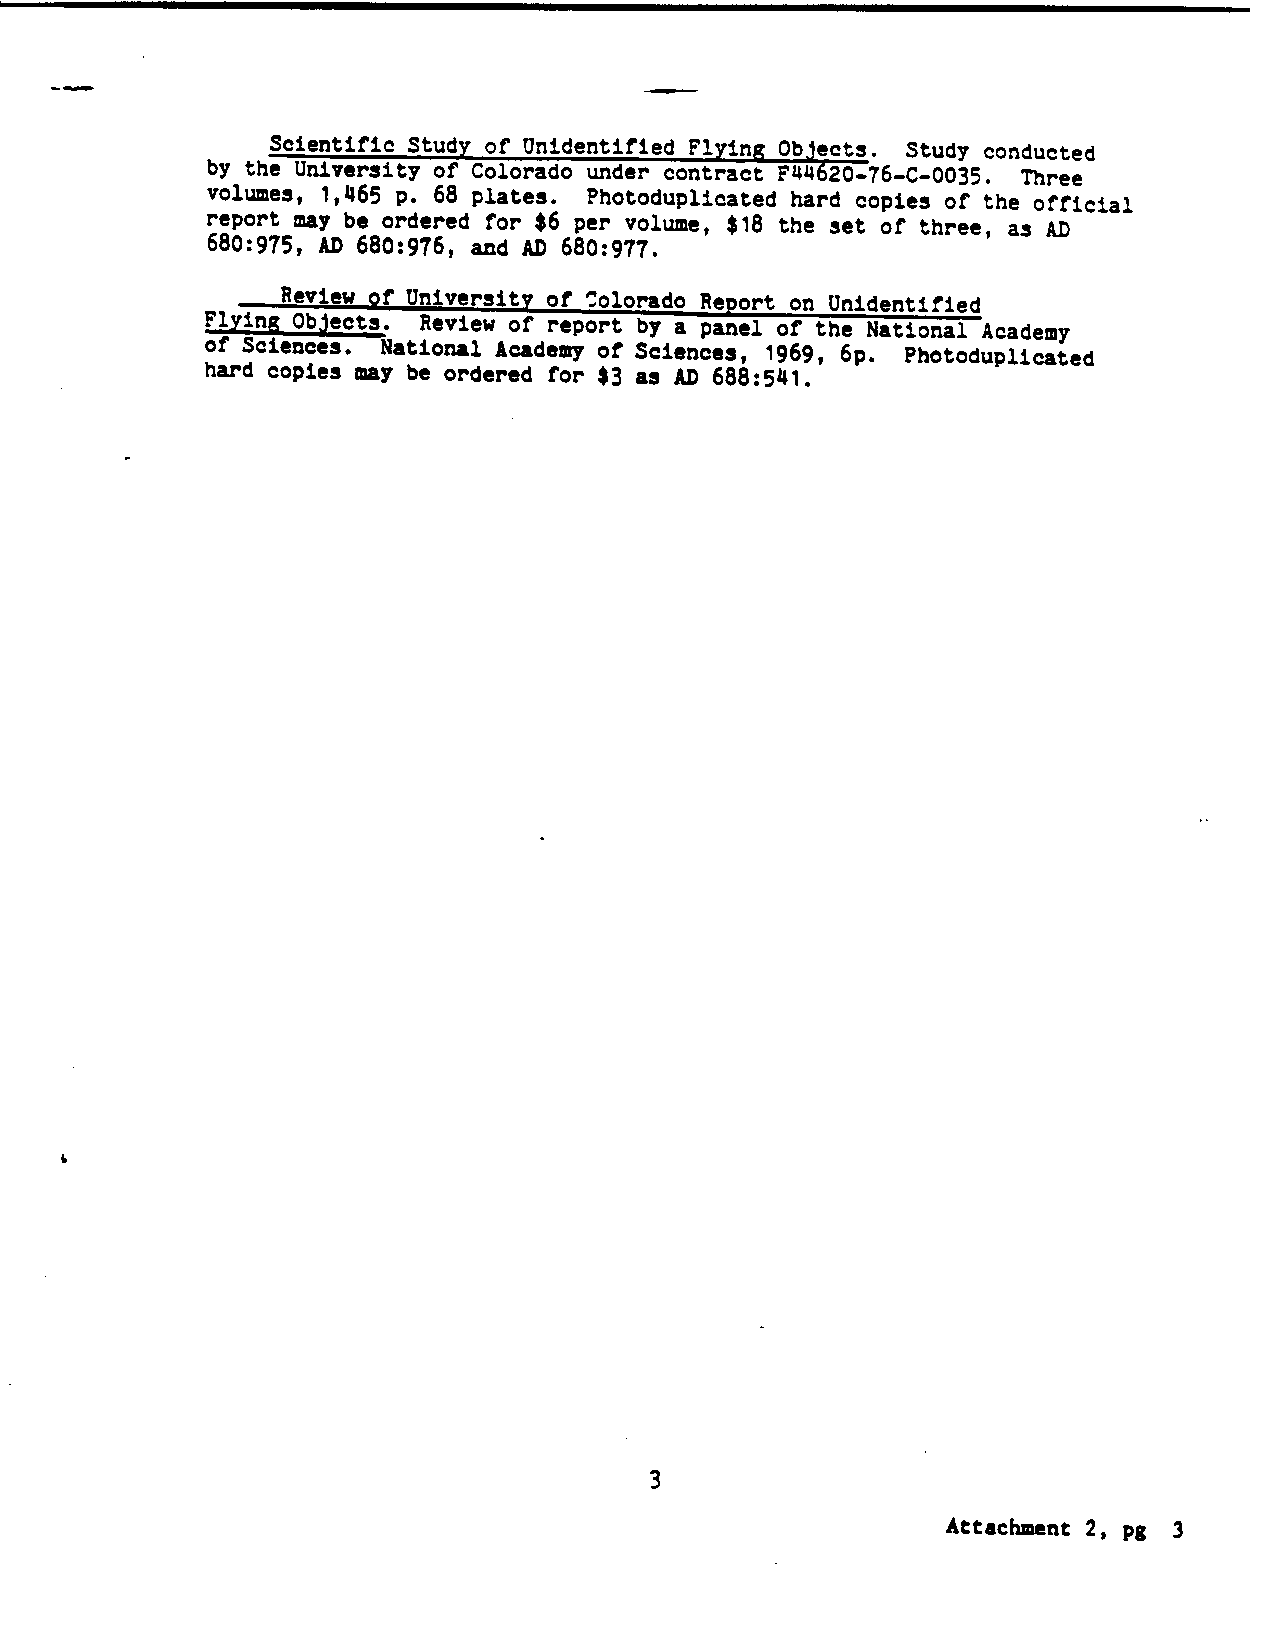 Scientific Study of Unidentified Flying Objects. Study conducted
by the University of Colorado under contract F44620-76-C-0035. Three
volumes, 1,465 p. 68 plates. Photoduplicated hard copies of the official
report may be ordered for $6 per volume, $18 the set of three, as AD
680:975, AD 680:976, and AD 680:977.
Review of University of Colorado Report on Unidentified
Flying Objects. Review of report by a panel of the National Academy
of Sciences. National Academy of Sciences, 1969, 6p. Photoduplicated
hard copies may be ordered for $3 as AD 688:541.
3
Attachment 2, pg 3